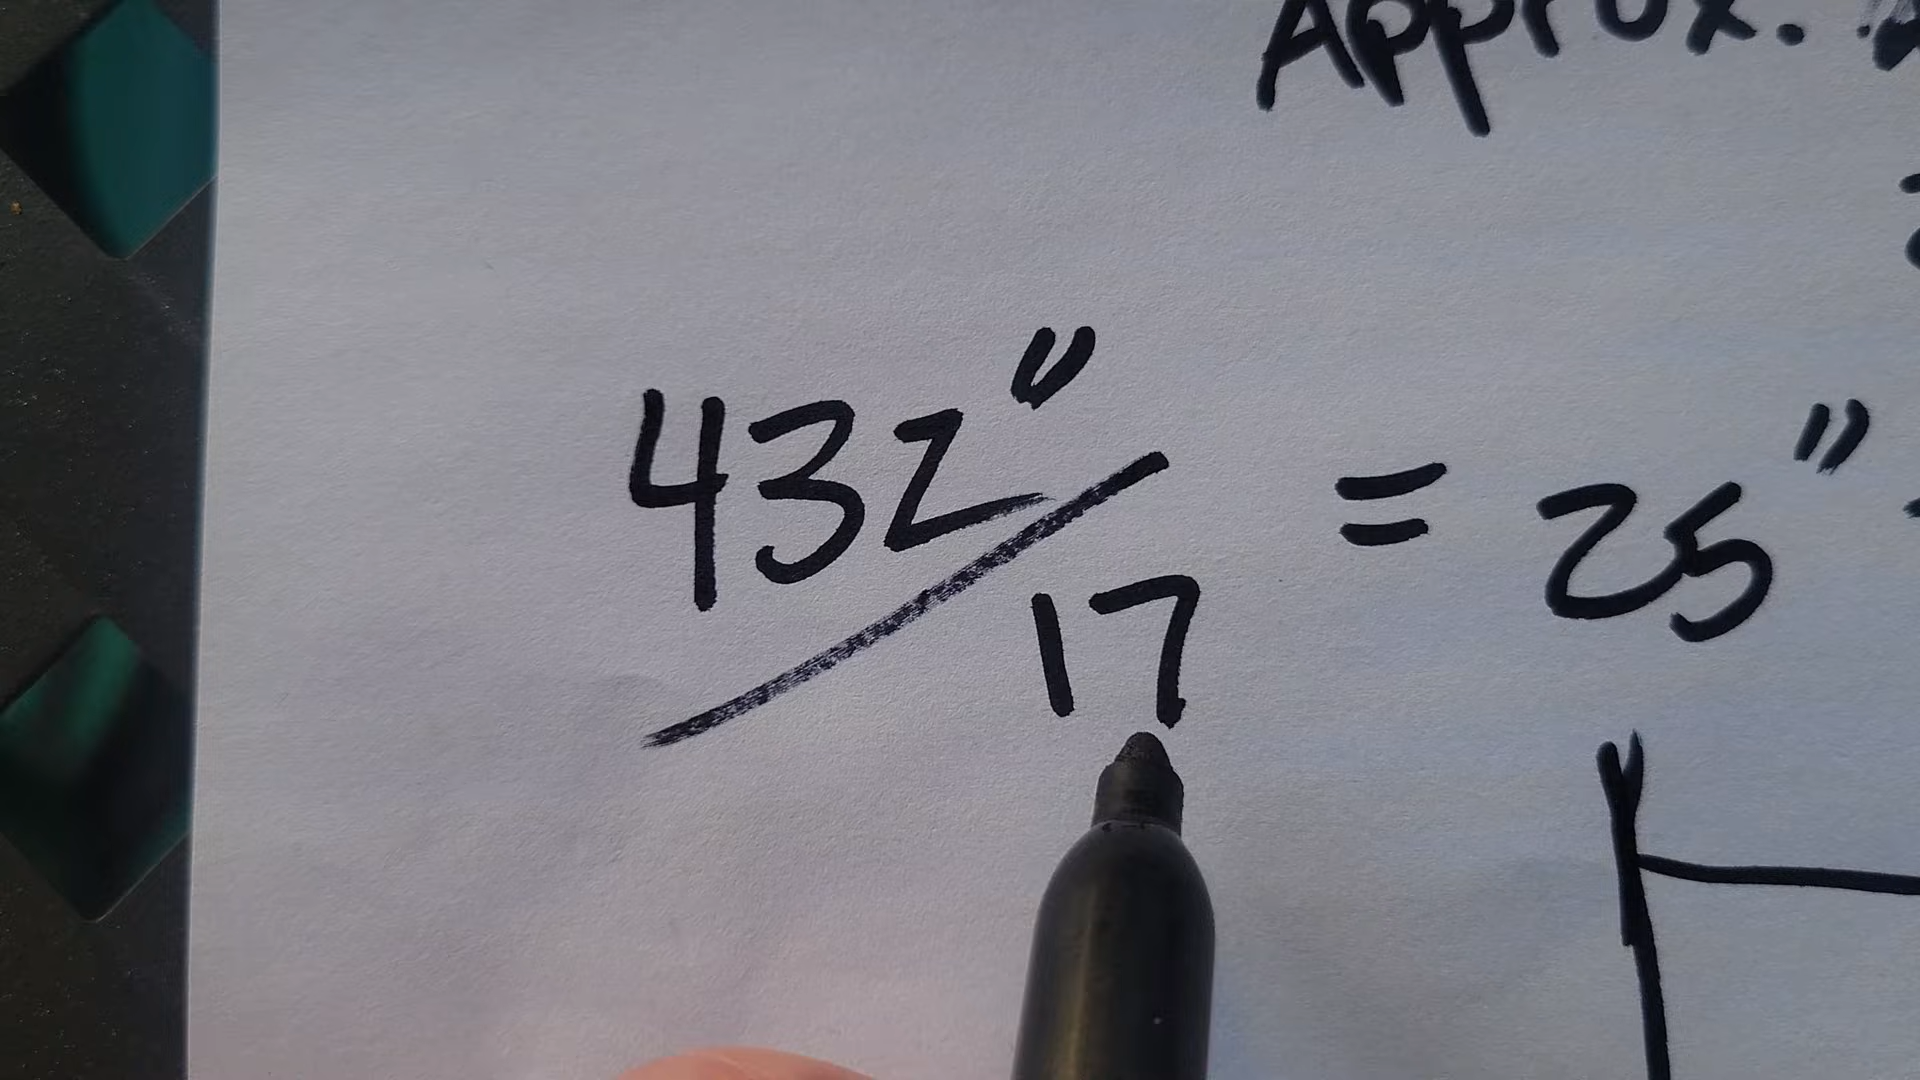 Approx.
432" / 17 = 25"